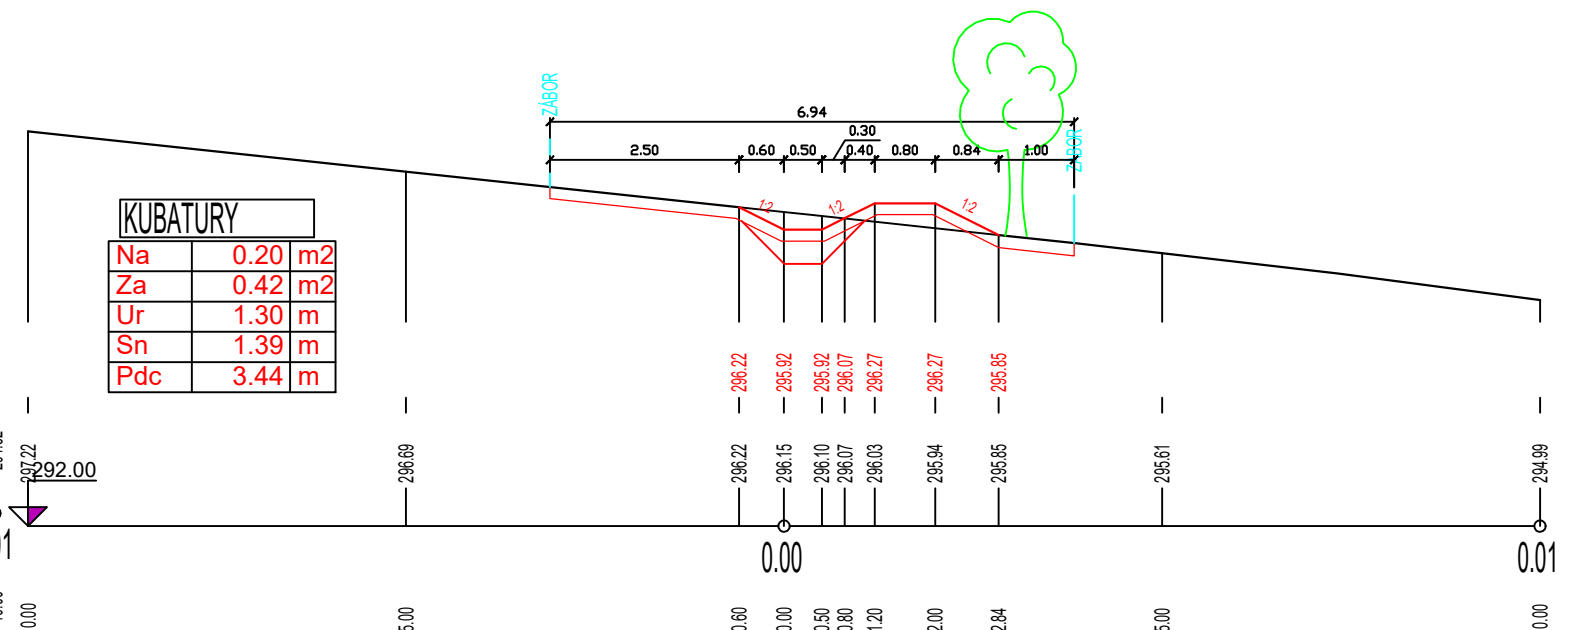 ZÁBOR
6.94
0.30
2.50 0.60 0.50 0.40 0.80 0.84 1.00
ZÁBOR
1:2 1:2 1:2
KUBATURY
Na 0.20 m2
Za 0.42 m2
Ur 1.30 m
Sn 1.39 m
Pdc 3.44 m
296.22 295.92 295.92 296.07 296.27 296.27 295.85
297.22 296.69 296.22 296.15 296.10 296.07 296.03 295.94 295.85 295.61 294.99
292.00
0.00 0.01
0.00 5.00 0.60 0.00 0.50 0.80 1.20 2.00 2.84 5.00 0.00